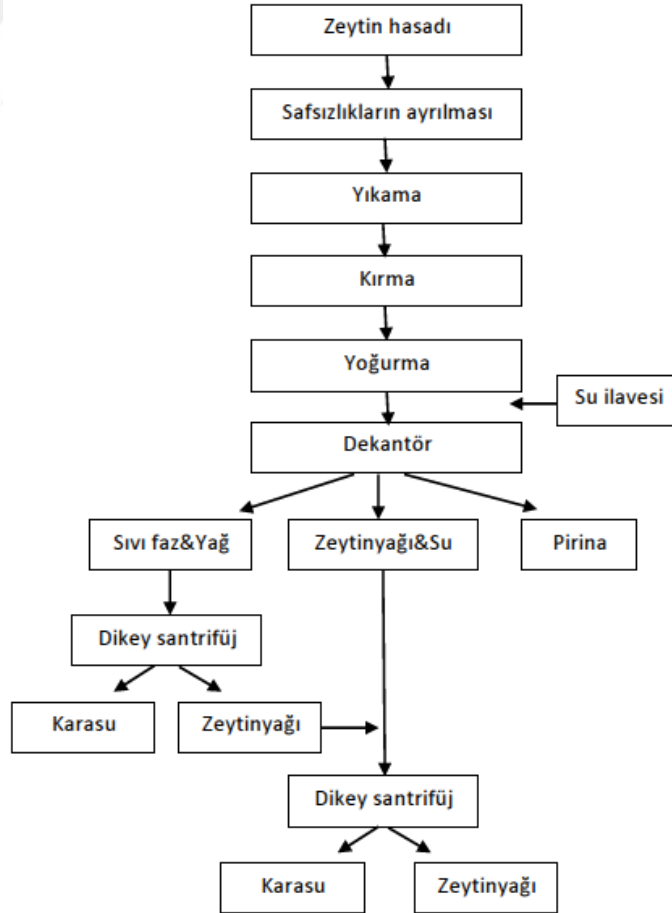 Zeytin hasadı
Safsızlıkların ayrılması
Yıkama
Kırma
Yoğurma
Su ilavesi
Dekantör
Sıvı faz&Yağ
Zeytinyağı&Su
Pirina
Dikey santrifüj
Karasu
Zeytinyağı
Dikey santrifüj
Karasu
Zeytinyağı